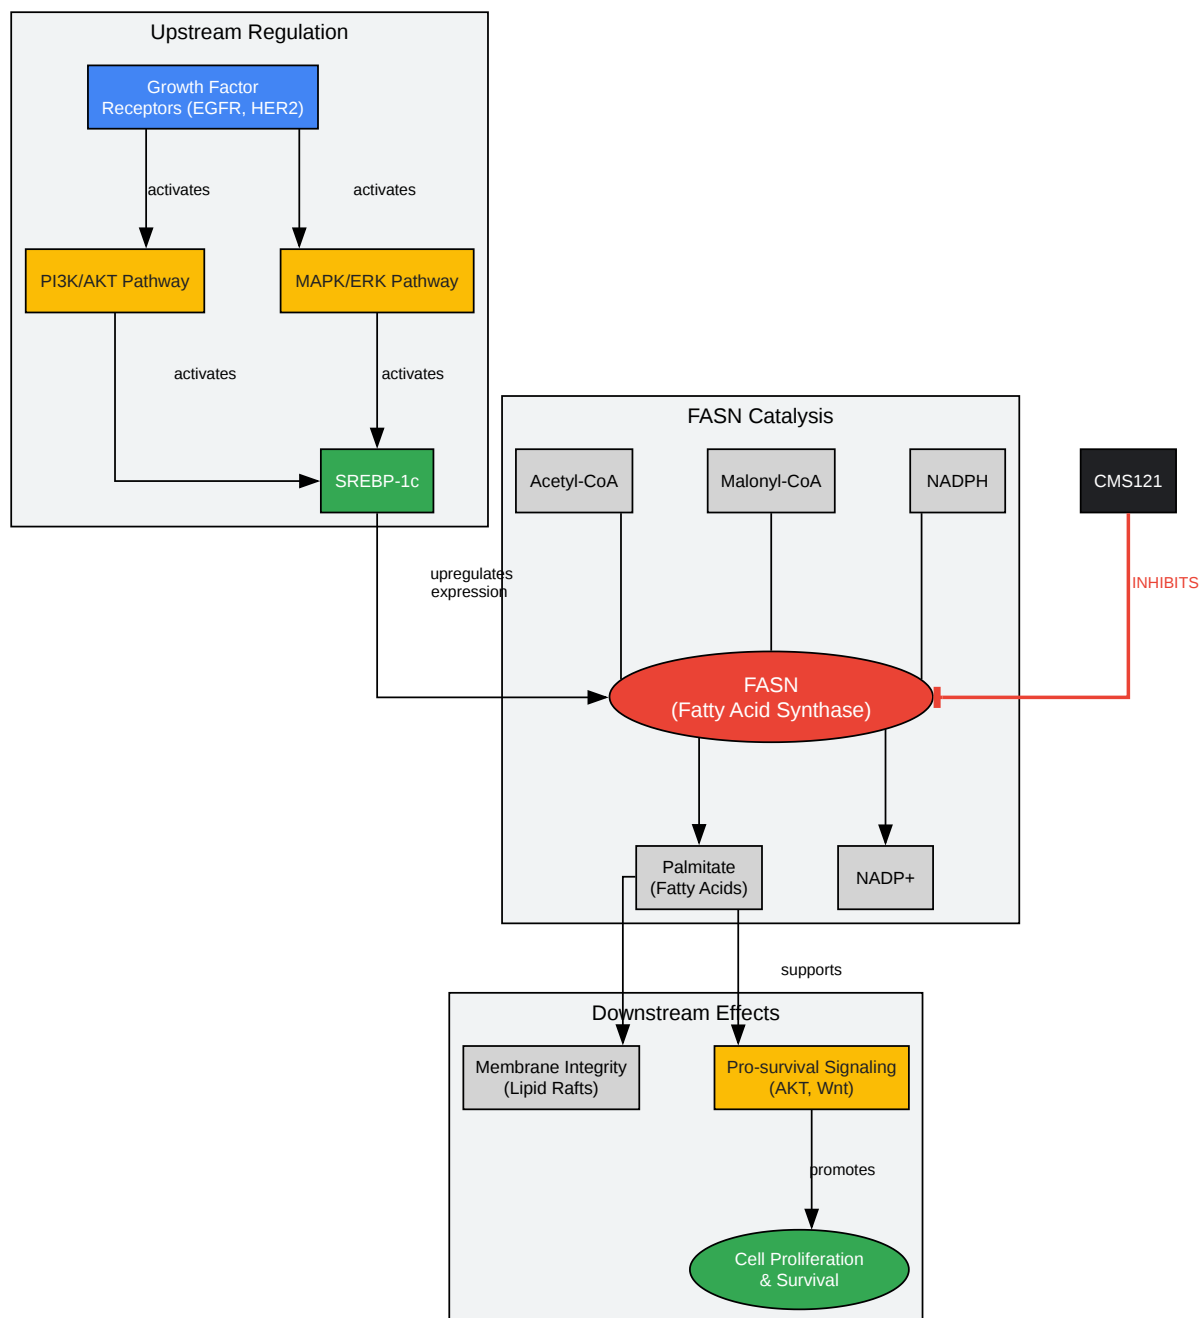 Upstream Regulation
Growth Factor
Receptors (EGFR, HER2)
activates
activates
PI3K/AKT Pathway
MAPK/ERK Pathway
activates
activates
SREBP-1c
upregulates
expression
FASN Catalysis
Acetyl-CoA
Malonyl-CoA
NADPH
CMS121
INHIBITS
FASN
(Fatty Acid Synthase)
Palmitate
(Fatty Acids)
NADP+
supports
Downstream Effects
Membrane Integrity
(Lipid Rafts)
Pro-survival Signaling
(AKT, Wnt)
promotes
Cell Proliferation
& Survival